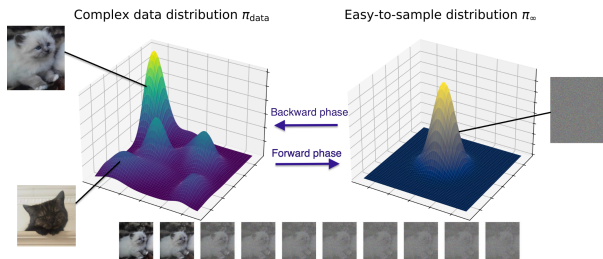 Complex data distribution π_data
Easy-to-sample distribution π_∞
Backward phase
Forward phase